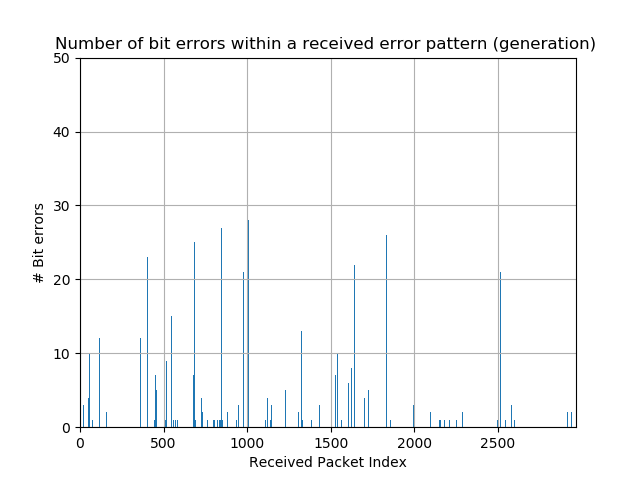 Number of bit errors within a received error pattern (generation)
50
40
30
20
10
0
# Bit errors
0 500 1000 1500 2000 2500
Received Packet Index